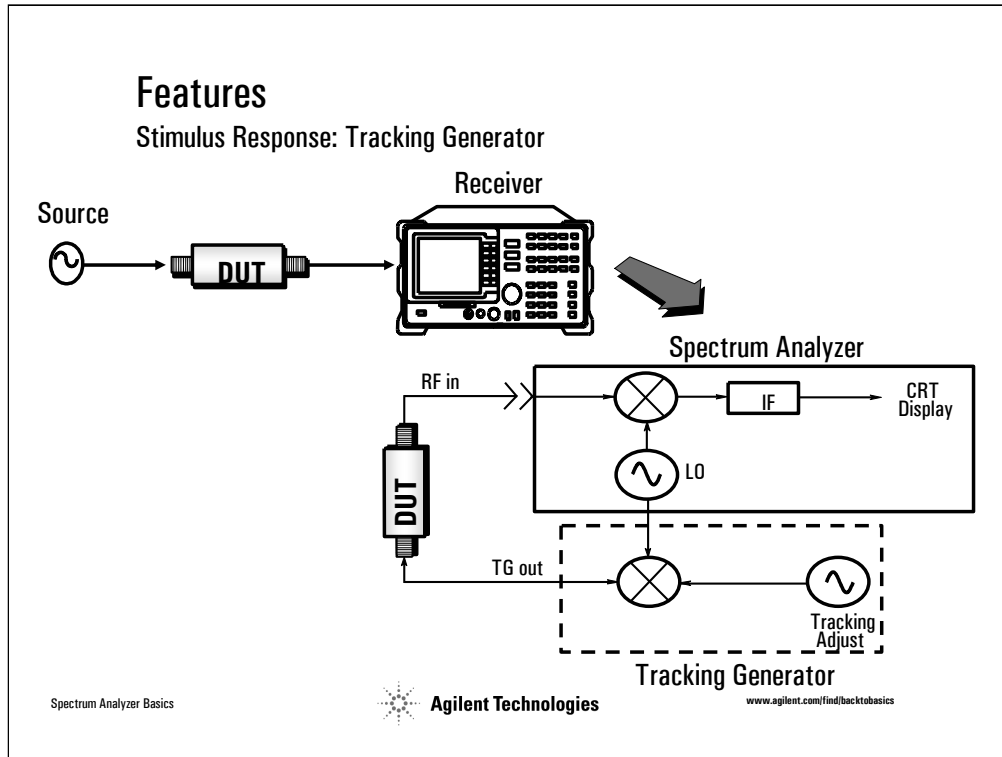 Features
Stimulus Response: Tracking Generator
Receiver
Source
DUT
Spectrum Analyzer
RF in
IF
CRT
Display
LO
DUT
TG out
Tracking
Adjust
Tracking Generator
Spectrum Analyzer Basics
Agilent Technologies
www.agilent.com/find/backtobasics